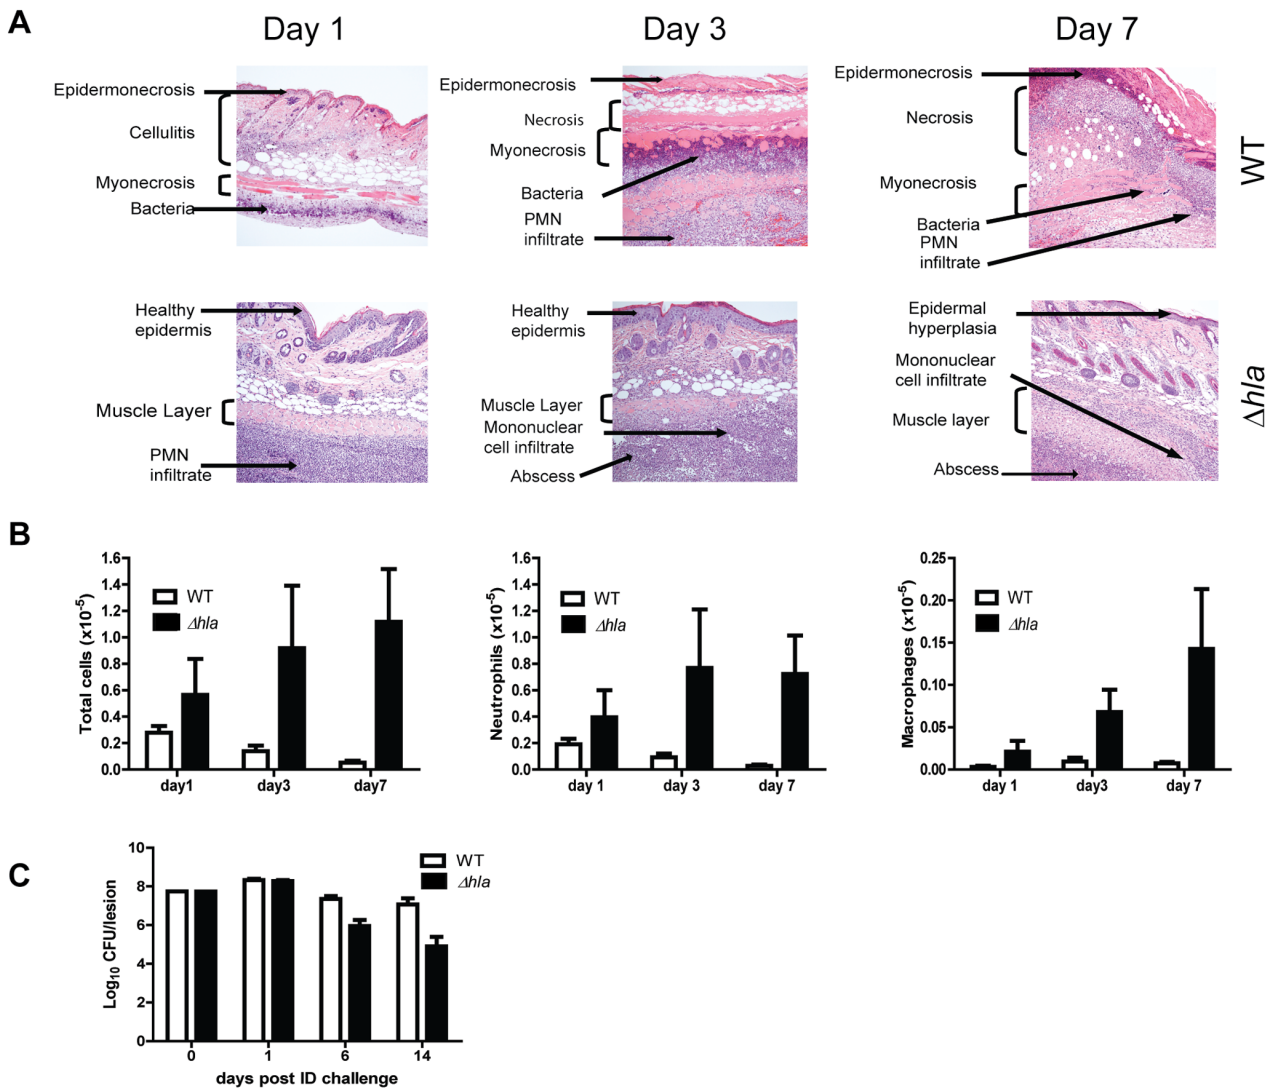 A
Day 1
Day 3
Day 7
Epidermonecrosis
Cellulitis
Myonecrosis
Bacteria
Epidermonecrosis
Necrosis
Myonecrosis
Bacteria
PMN
infiltrate
Epidermonecrosis
Necrosis
Myonecrosis
Bacteria
PMN
infiltrate
WT
Healthy
epidermis
Muscle Layer
PMN
infiltrate
Healthy
epidermis
Muscle Layer
Mononuclear
cell infiltrate
Abscess
Epidermal
hyperplasia
Mononuclear
cell infiltrate
Muscle layer
Abscess
Δhla
B
Total cells (x10⁻⁵)
1.6
1.4
1.2
1.0
0.8
0.6
0.4
0.2
0.0
WT
Δhla
day1
day3
day7
Neutrophils (x10⁻⁵)
1.6
1.4
1.2
1.0
0.8
0.6
0.4
0.2
0.0
WT
Δhla
day 1
day 3
day 7
Macrophages (x10⁻⁵)
0.25
0.20
0.15
0.10
0.05
0.00
WT
Δhla
day 1
day3
day 7
C
Log₁₀ CFU/lesion
10
8
6
4
2
0
WT
Δhla
0
1
6
14
days post ID challenge